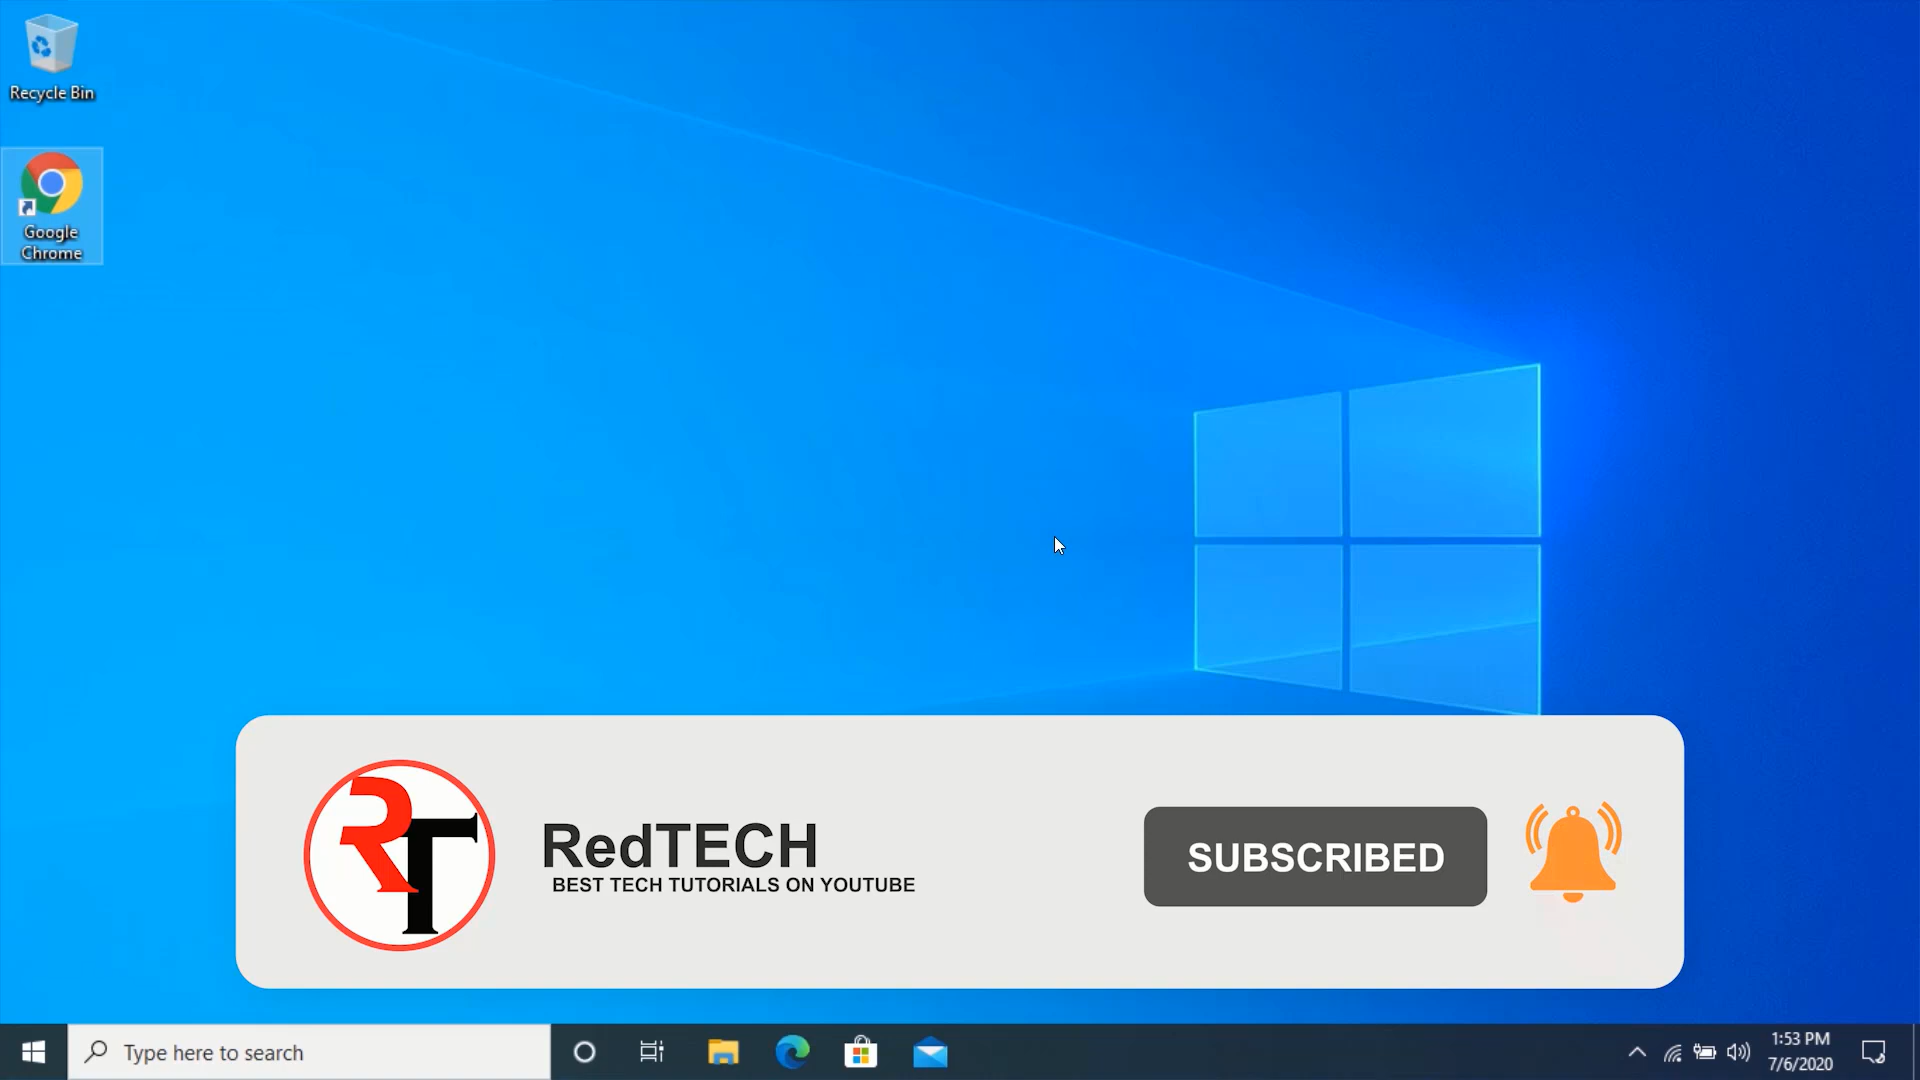 Recycle Bin
Google
Chrome
RT
RedTECH
BEST TECH TUTORIALS ON YOUTUBE
SUBSCRIBED
Type here to search
1:53 PM
7/6/2020